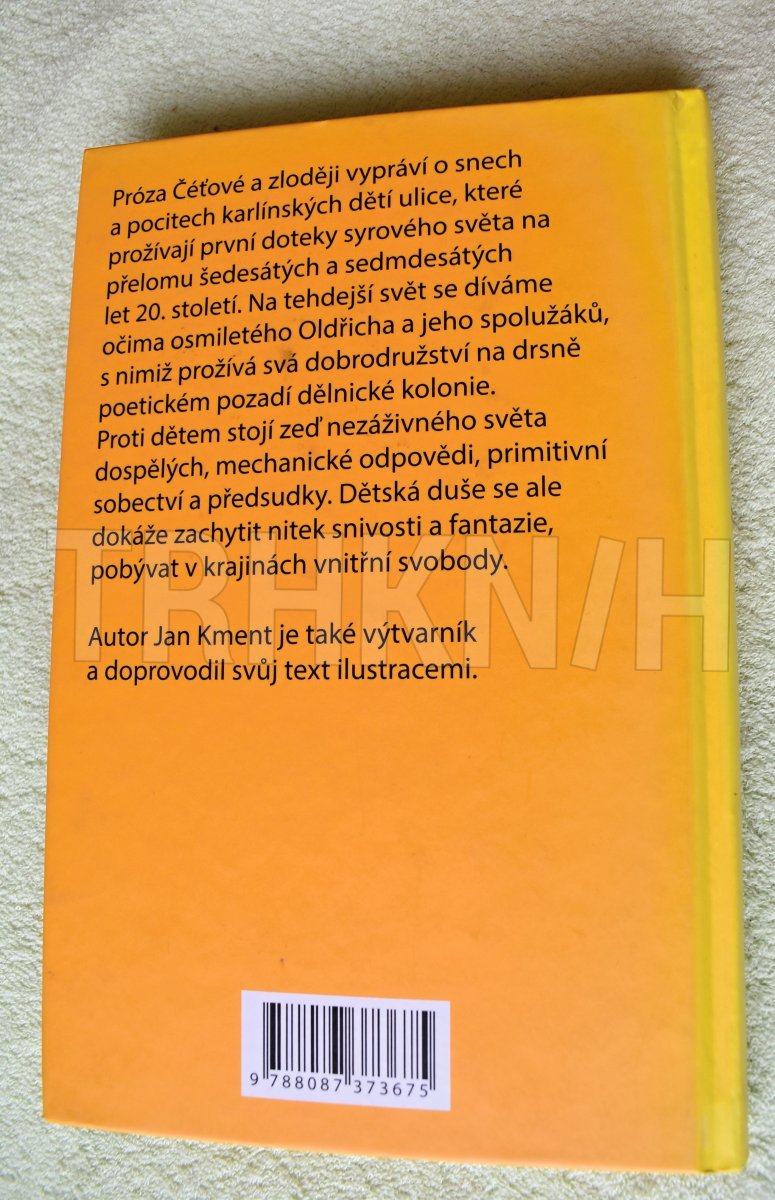 Próza Čéťové a zloději vypráví o snech
a pocitech karlínských dětí ulice, které
prožívají první doteky syrového světa na
přelomu šedesátých a sedmdesátých
let 20. století. Na tehdejší svět se díváme
očima osmiletého Oldřicha a jeho spolužáků,
s nimiž prožívá svá dobrodružství na drsně
poetickém pozadí dělnické kolonie.
Proti dětem stojí zeď nezáživného světa
dospělých, mechanické odpovědi, primitivní
sobectví a předsudky. Dětská duše se ale
dokáže zachytit nitek snivosti a fantazie,
pobývat v krajinách vnitřní svobody.
TRHKN/H
Autor Jan Kment je také výtvarník
a doprovodil svůj text ilustracemi.
9 788087 373675